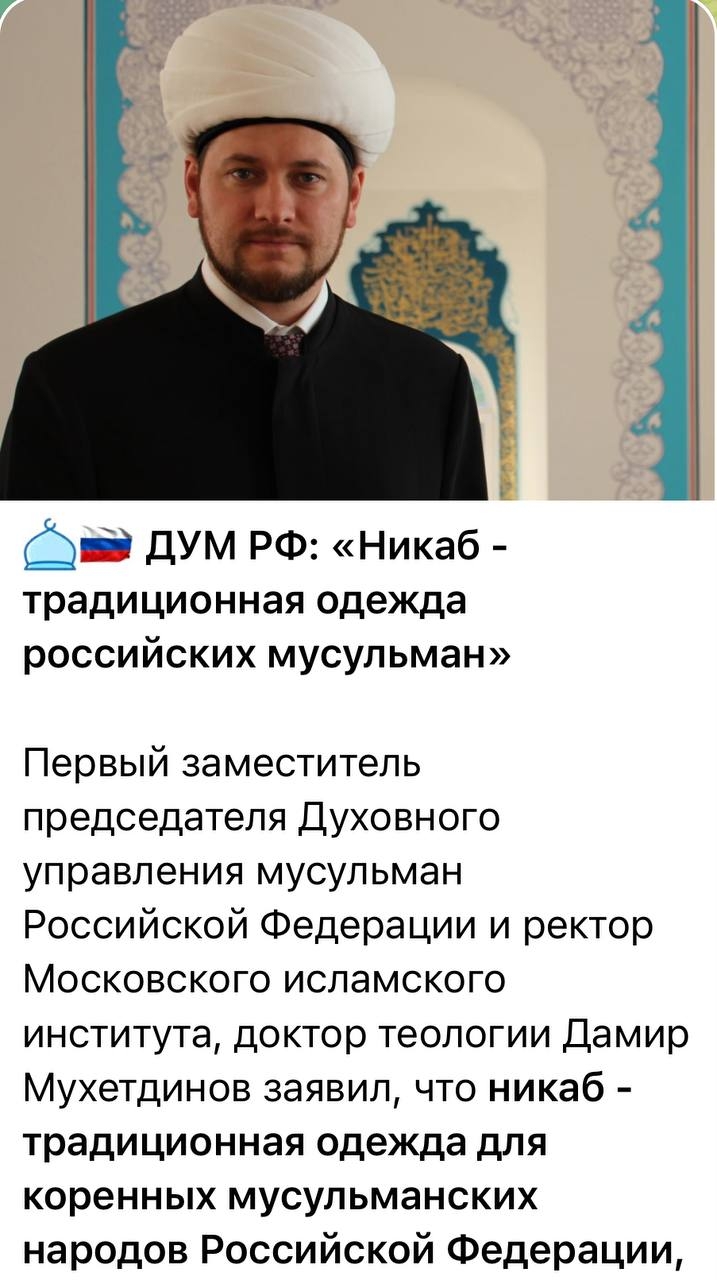 ДУМ РФ: «Никаб -
традиционная одежда
российских мусульман»
Первый заместитель
председателя Духовного
управления мусульман
Российской Федерации и ректор
Московского исламского
института, доктор теологии Дамир
Мухетдинов заявил, что никаб -
традиционная одежда для
коренных мусульманских
народов Российской Федерации,